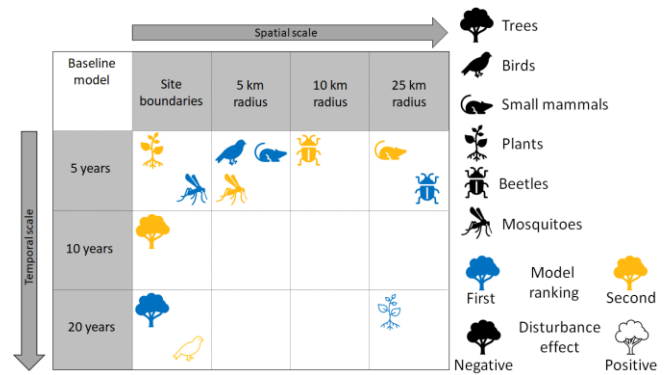 Spatial scale
Baseline
model
Site
boundaries
5 km
radius
10 km
radius
25 km
radius
Temporal scale
5 years
10 years
20 years
Trees
Birds
Small mammals
Plants
Beetles
Mosquitoes
Model
ranking
First
Second
Disturbance
effect
Negative
Positive